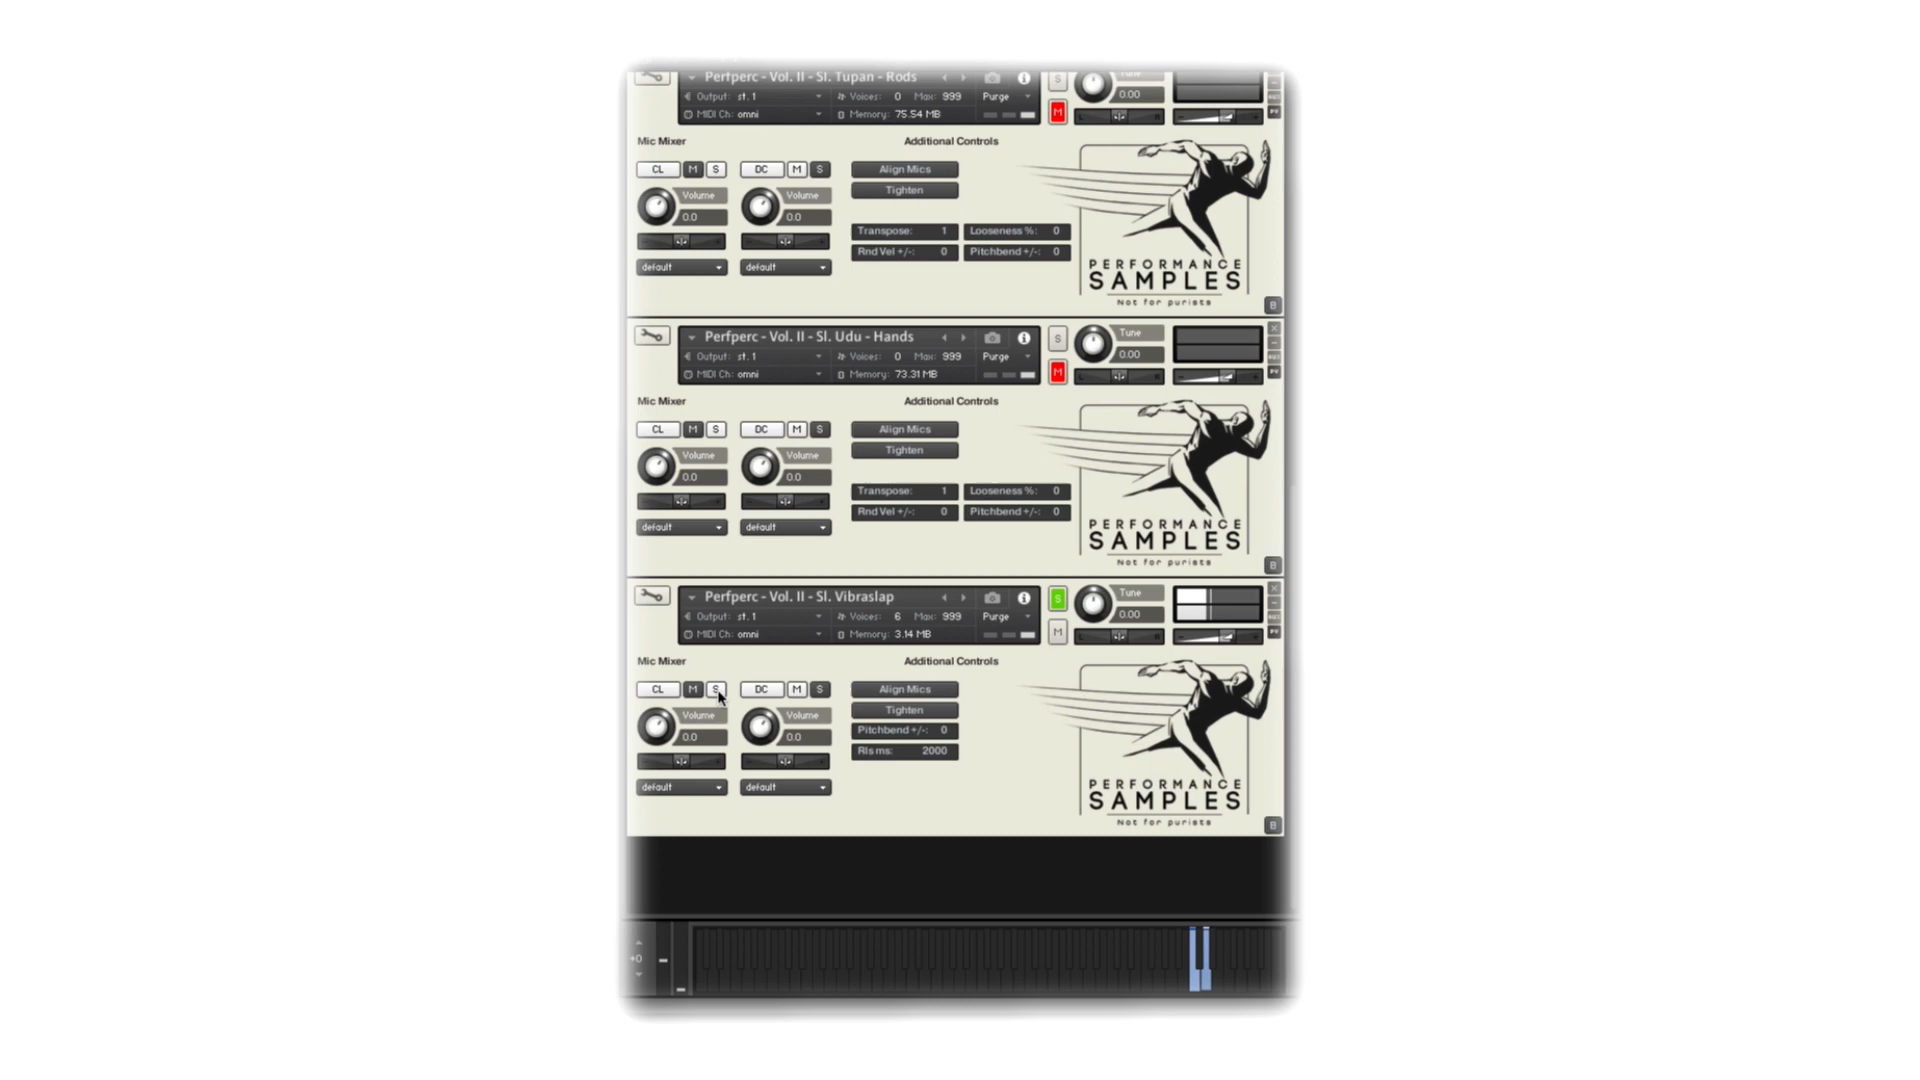 Perfperc - Vol. II - Sl. Tupan - Rods
S
Tune
Output: st. 1 Voices: 0 Max: 999 Purge
0.00
MIDI Ch: omni Memory: 75.54 MB
M
L R
Mic Mixer
Additional Controls
CL M S DC M S
Align Mics
Tighten
Volume Volume
0.0 0.0
Transpose: 1 Looseness %: 0
Rnd Vel +/-: 0 Pitchbend +/-: 0
default default
PERFORMANCE
SAMPLES
Not for purists
B
Perfperc - Vol. II - Sl. Udu - Hands
S
Tune
Output: st. 1 Voices: 0 Max: 999 Purge
0.00
MIDI Ch: omni Memory: 73.31 MB
M
L R
AUX
PV
Mic Mixer
Additional Controls
CL M S DC M S
Align Mics
Tighten
Volume Volume
0.0 0.0
Transpose: 1 Looseness %: 0
Rnd Vel +/-: 0 Pitchbend +/-: 0
default default
PERFORMANCE
SAMPLES
Not for purists
B
Perfperc - Vol. II - Sl. Vibraslap
S
Tune
Output: st. 1 Voices: 6 Max: 999 Purge
0.00
MIDI Ch: omni Memory: 3.14 MB
M
L R
AUX
PV
Mic Mixer
Additional Controls
CL M S DC M S
Align Mics
Tighten
Volume Volume
0.0 0.0
Pitchbend +/-: 0
Rls ms: 2000
default default
PERFORMANCE
SAMPLES
Not for purists
B
+0